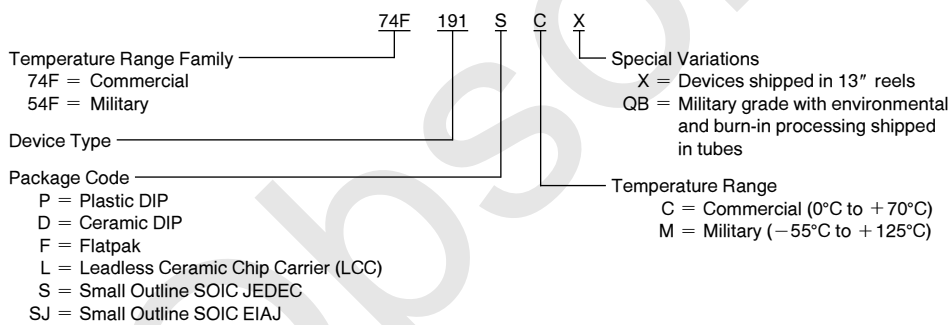 74F 191 S C X
Temperature Range Family
74F = Commercial
54F = Military
Device Type
Package Code
P = Plastic DIP
D = Ceramic DIP
F = Flatpak
L = Leadless Ceramic Chip Carrier (LCC)
S = Small Outline SOIC JEDEC
SJ = Small Outline SOIC EIAJ
Special Variations
X = Devices shipped in 13″ reels
QB = Military grade with environmental
and burn-in processing shipped
in tubes
Temperature Range
C = Commercial (0°C to +70°C)
M = Military (−55°C to +125°C)